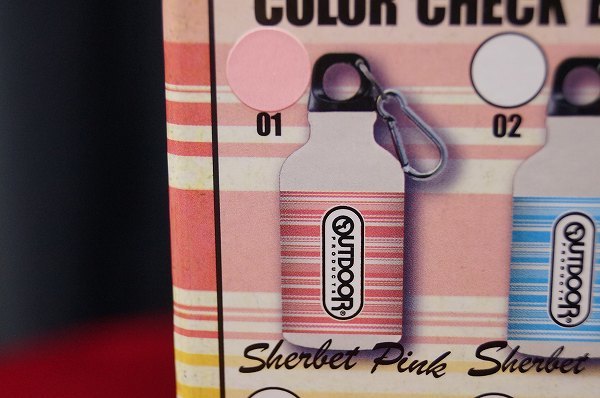 COLOR CHECK
01
02
OUTDOOR
PRODUCTS
®
OUTDOOR
PRODUCTS
®
Sherbet Pink
Sherbet